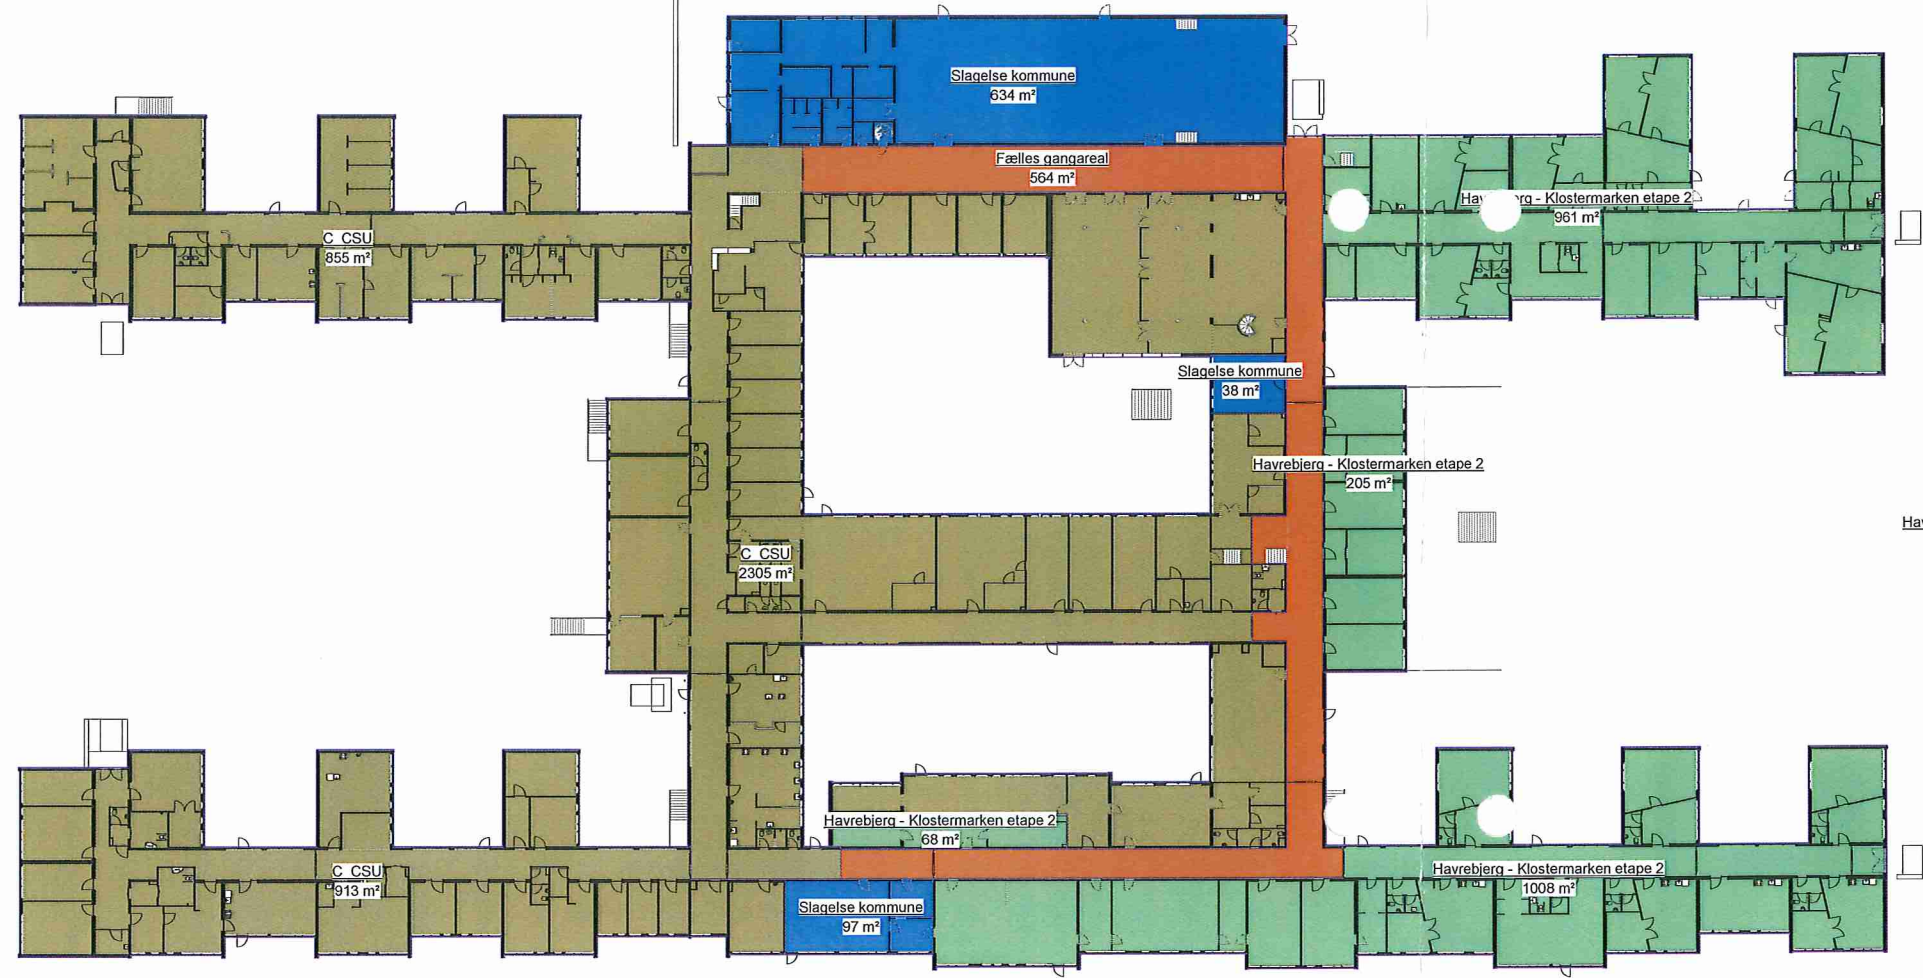 Slagelse kommune
634 m²
Fælles gangareal
564 m²
Klostermarken etape 2
961 m²
C_CSU
855 m²
Slagelse kommune
38 m²
Havrebjerg - Klostermarken etape 2
205 m²
C_CSU
2305 m²
Havrebjerg - Klostermarken etape 2
68 m²
C_CSU
913 m²
Havrebjerg - Klostermarken etape 2
1008 m²
Slagelse kommune
97 m²